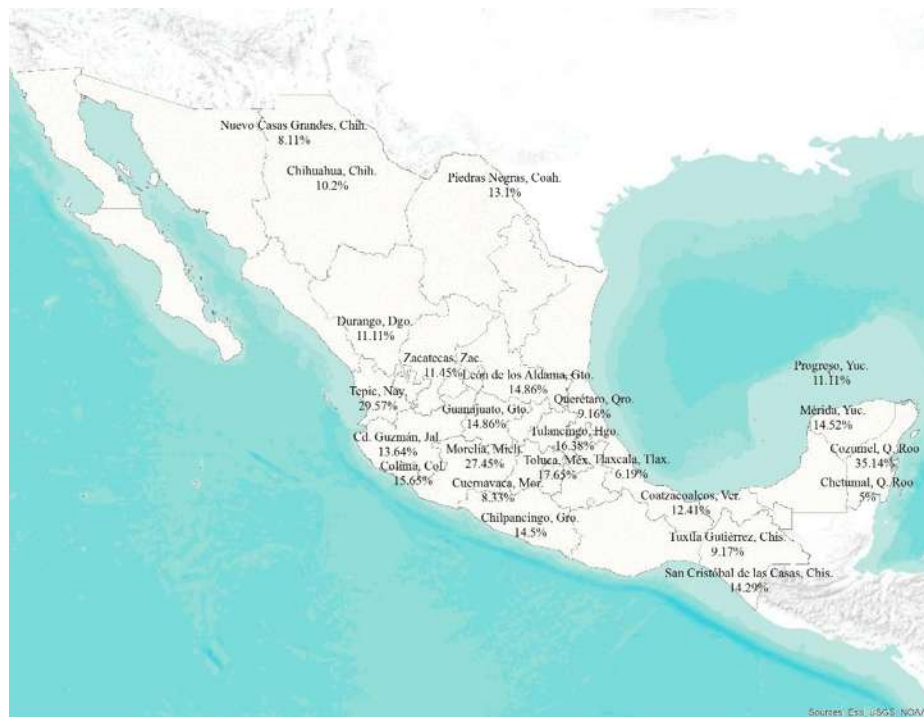 Nuevo Casas Grandes, Chih.
8.11%
Chihuahua, Chih.
10.2%
Piedras Negras, Coah.
13.1%
Durango, Dgo.
11.11%
Zacatecas, Zac.
11.45%
León de los Aldama, Gto.
14.86%
Progreso, Yuc.
11.11%
Tepic, Nay.
29.57%
Querétaro, Qro.
9.16%
Guanajuato, Gto.
14.86%
Mérida, Yuc.
14.52%
Tulancingo, Hgo.
16.38%
Cd. Guzmán, Jal.
13.64%
Morelia, Mich.
27.45%
Cozumel, Q. Roo
35.14%
Toluca, Méx.
17.65%
Tlaxcala, Tlax.
6.19%
Colima, Col.
15.65%
Chetumal, Q. Roo
5%
Cuernavaca, Mor.
8.33%
Coatzacoalcos, Ver.
12.41%
Chilpancingo, Gro.
14.5%
Tuxtla Gutiérrez, Chis.
9.17%
San Cristóbal de las Casas, Chis.
14.29%
Sources: Esri, USGS, NOAA